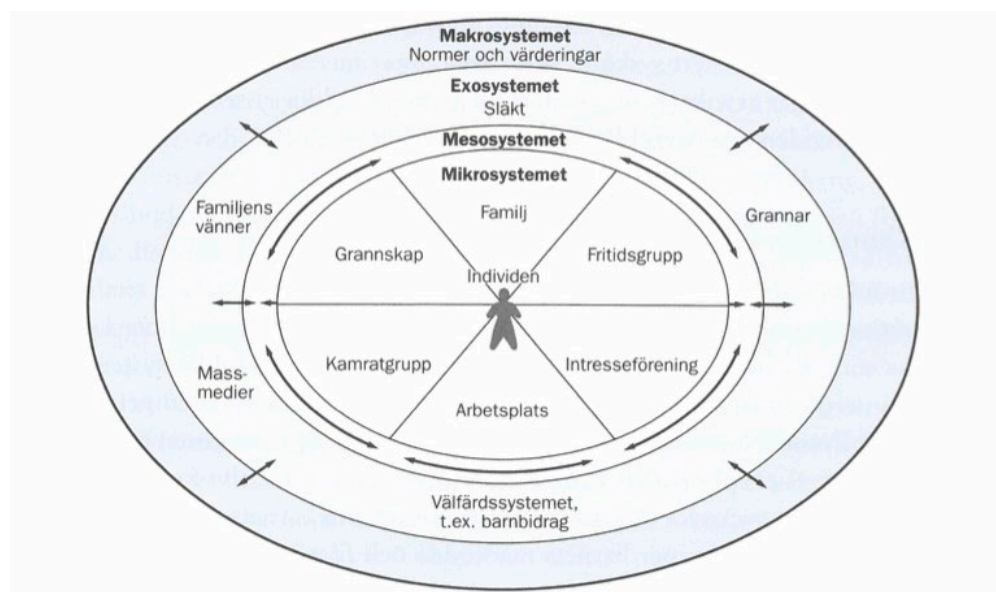 Makrosystemet
Normer och värderingar
Exosystemet
Släkt
Mesosystemet
Mikrosystemet
Familj
Familjens
vänner
Grannar
Grannskap
Fritidsgrupp
Individen
Kamratgrupp
Intresseförening
Mass-
medier
Arbetsplats
Välfärdssystemet,
t.ex. barnbidrag